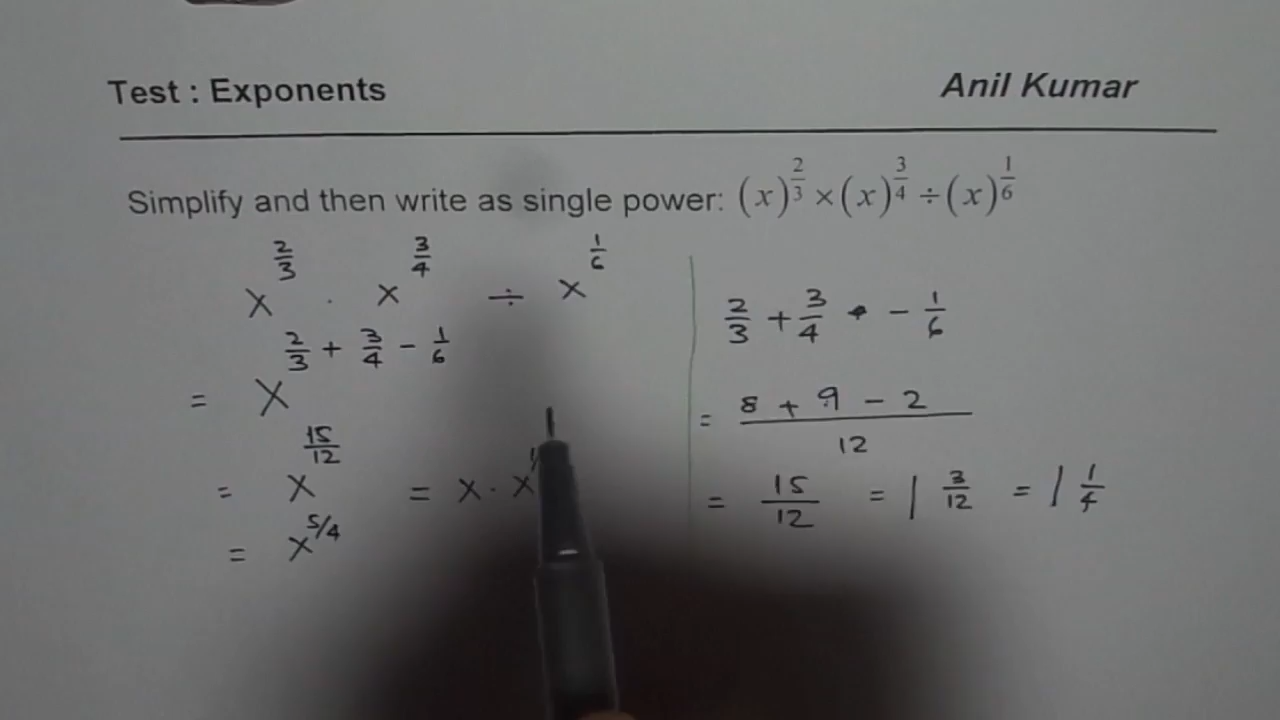 Test : Exponents
Anil Kumar
Simplify and then write as single power: (x)^{2/3} × (x)^{3/4} ÷ (x)^{1/6}
x^{2/3} · x^{3/4} ÷ x^{1/6}
= x^{2/3 + 3/4 - 1/6}
= x^{15/12} = x · x
= x^{5/4}
2/3 + 3/4 - 1/6
= (8 + 9 - 2)/12
= 15/12 = 1 3/12 = 1 1/4